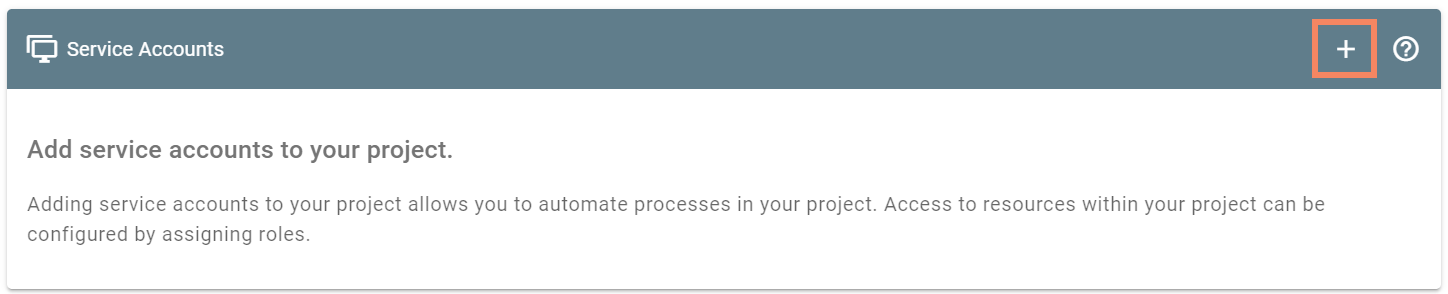 Service Accounts
Add service accounts to your project.
Adding service accounts to your project allows you to automate processes in your project. Access to resources within your project can be
configured by assigning roles.